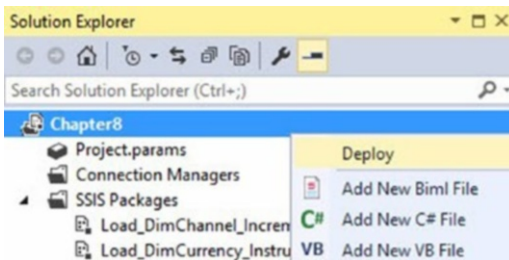 Solution Explorer
Search Solution Explorer (Ctrl+;)
Chapter8
Project.params
Deploy
Connection Managers
Add New Biml File
SSIS Packages
Load_DimChannel_Increm
C# Add New C# File
Load_DimCurrency_Instru
VB Add New VB File